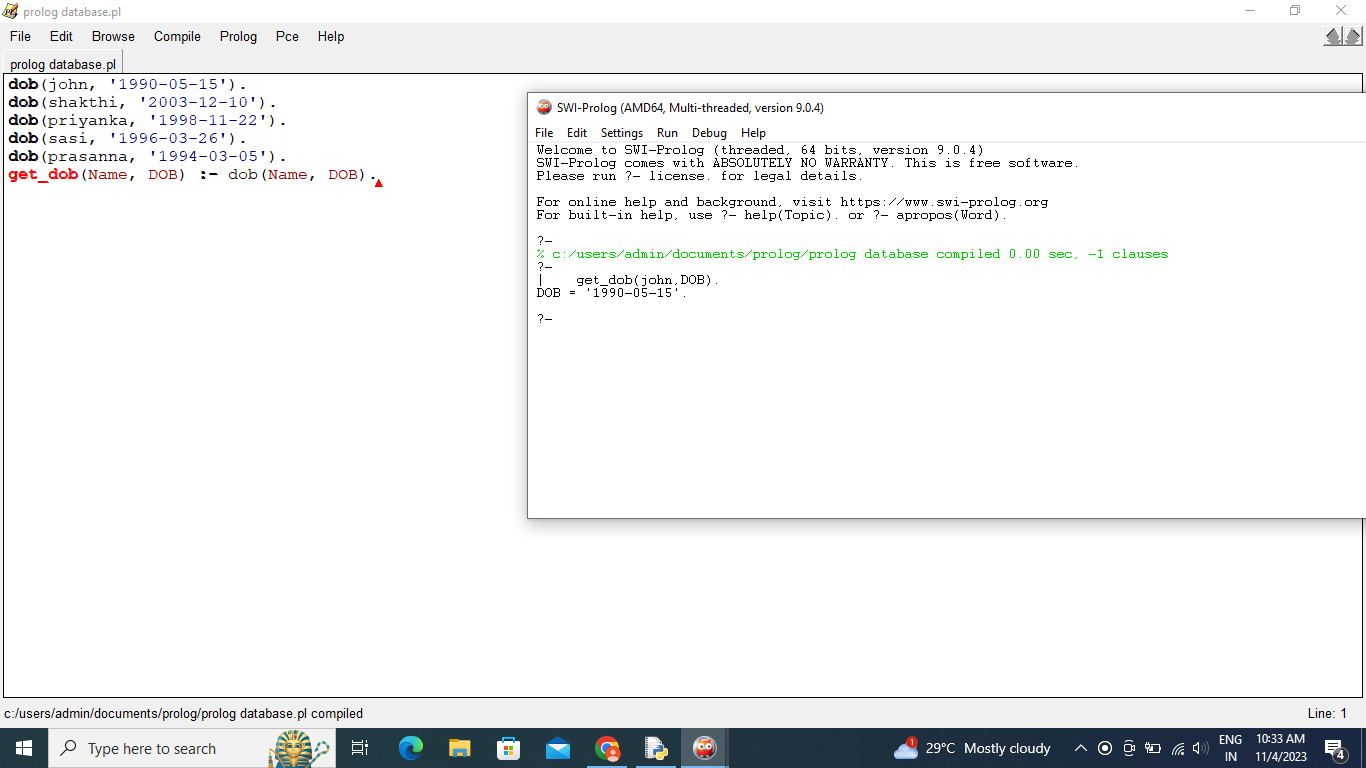 prolog database.pl
File Edit Browse Compile Prolog Pce Help
prolog database.pl
dob(john, '1990-05-15').
dob(shakthi, '2003-12-10').
dob(priyanka, '1998-11-22').
dob(sasi, '1996-03-26').
dob(prasanna, '1994-03-05').
get_dob(Name, DOB) :- dob(Name, DOB).
SWI-Prolog (AMD64, Multi-threaded, version 9.0.4)
File Edit Settings Run Debug Help
Welcome to SWI-Prolog (threaded, 64 bits, version 9.0.4)
SWI-Prolog comes with ABSOLUTELY NO WARRANTY. This is free software.
Please run ?- license. for legal details.
For online help and background, visit https://www.swi-prolog.org
For built-in help, use ?- help(Topic). or ?- apropos(Word).
?-
% c:/users/admin/documents/prolog/prolog database compiled 0.00 sec, -1 clauses
?-
| get_dob(john,DOB).
DOB = '1990-05-15'.
?-
c:/users/admin/documents/prolog/prolog database.pl compiled
Line: 1
Type here to search
1
29°C Mostly cloudy
ENG
IN
10:33 AM
11/4/2023
4